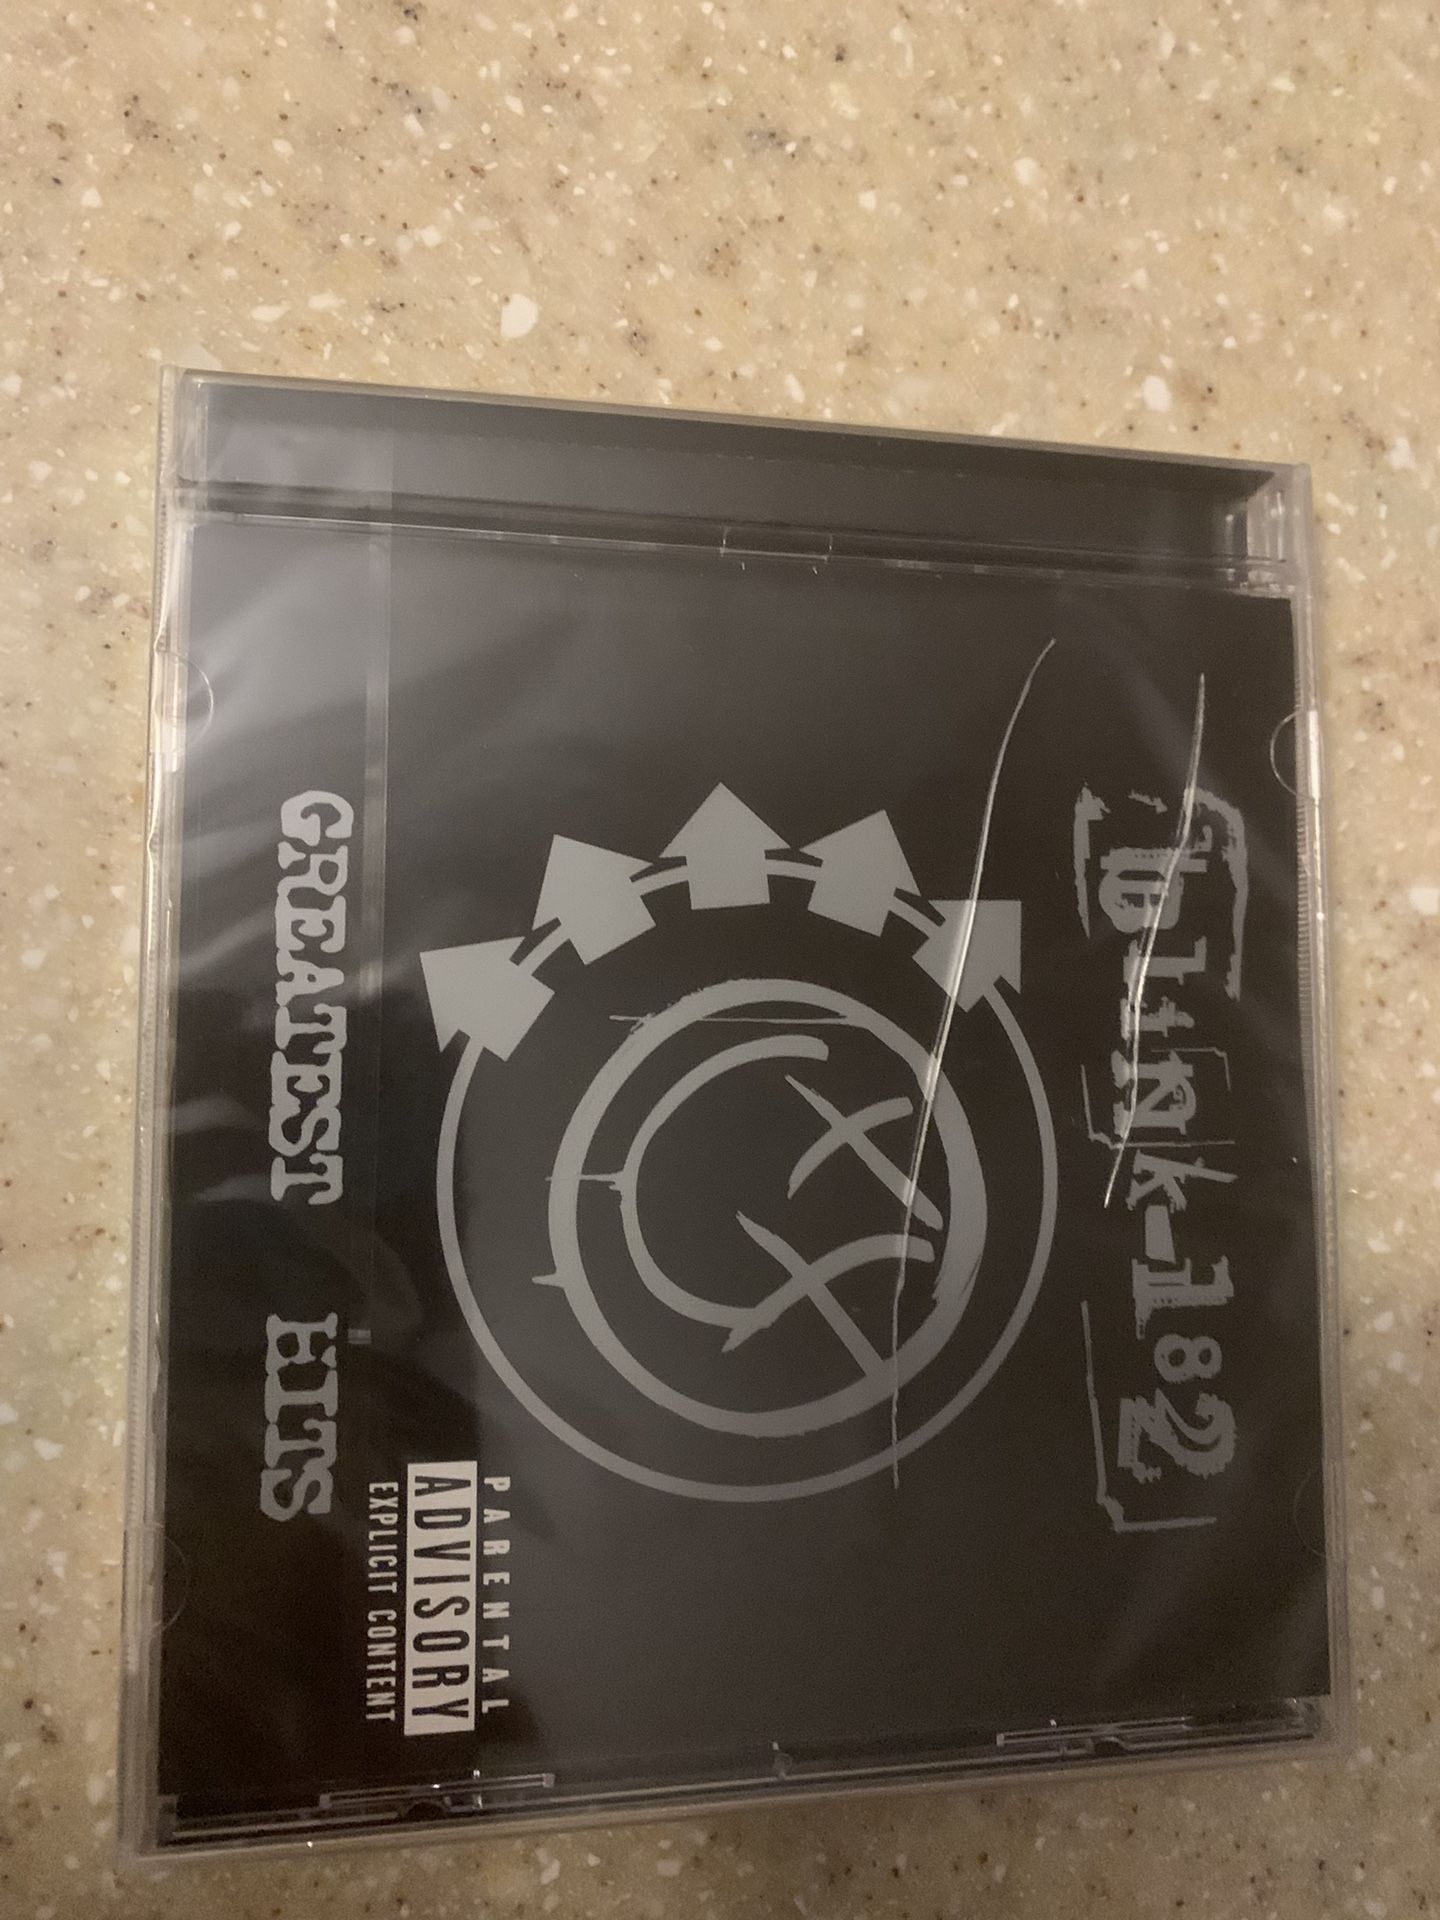 blink-182
GREATEST HITS
PARENTAL
ADVISORY
EXPLICIT CONTENT